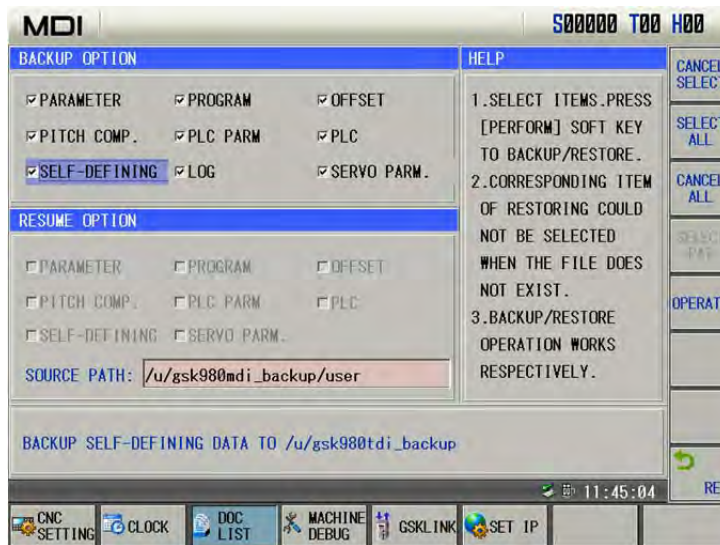 MDI S00000 T00 H00
BACKUP OPTION
PARAMETER PROGRAM OFFSET
PITCH COMP. PLC PARM PLC
SELF-DEFINING LOG SERVO PARM.
RESUME OPTION
PARAMETER PROGRAM OFFSET
PITCH COMP. PLC PARM PLC
SELF-DEFINING SERVO PARM.
SOURCE PATH: /u/gsk980mdi_backup/user
BACKUP SELF-DEFINING DATA TO /u/gsk980tdi_backup
HELP
1.SELECT ITEMS.PRESS
[PERFORM] SOFT KEY
TO BACKUP/RESTORE.
2.CORRESPONDING ITEM
OF RESTORING COULD
NOT BE SELECTED
WHEN THE FILE DOES
NOT EXIST.
3.BACKUP/RESTORE
OPERATION WORKS
RESPECTIVELY.
CANCEL
SELECT
SELECT
ALL
CANCEL
ALL
OPERAT
RE
11:45:04
CNC
SETTING
CLOCK
DOC
LIST
MACHINE
DEBUG
GSKLINK
SET IP